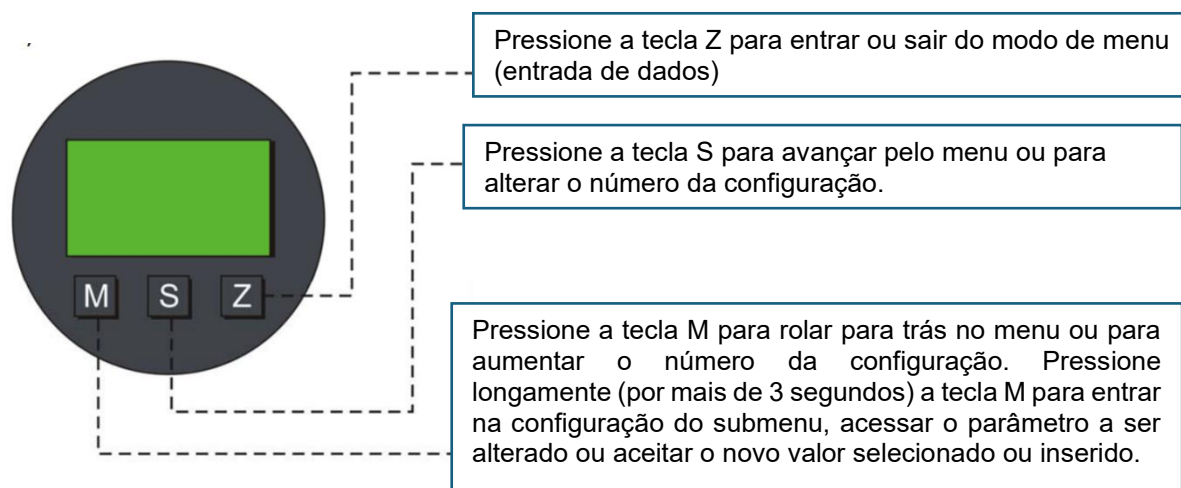 Pressione a tecla Z para entrar ou sair do modo de menu
(entrada de dados)
Pressione a tecla S para avançar pelo menu ou para
alterar o número da configuração.
M S Z
Pressione a tecla M para rolar para trás no menu ou para
aumentar o número da configuração. Pressione
longamente (por mais de 3 segundos) a tecla M para entrar
na configuração do submenu, acessar o parâmetro a ser
alterado ou aceitar o novo valor selecionado ou inserido.